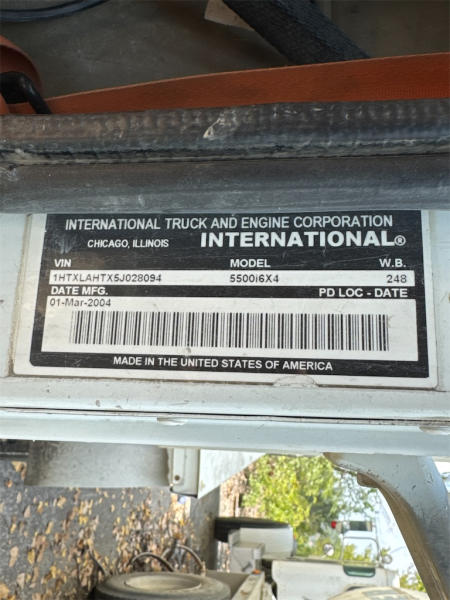 INTERNATIONAL TRUCK AND ENGINE CORPORATION
CHICAGO, ILLINOIS INTERNATIONAL®
VIN MODEL W.B.
1HTXLAHTX5J028094 5500i6X4 248
DATE MFG. PD LOC - DATE
01-Mar-2004
MADE IN THE UNITED STATES OF AMERICA